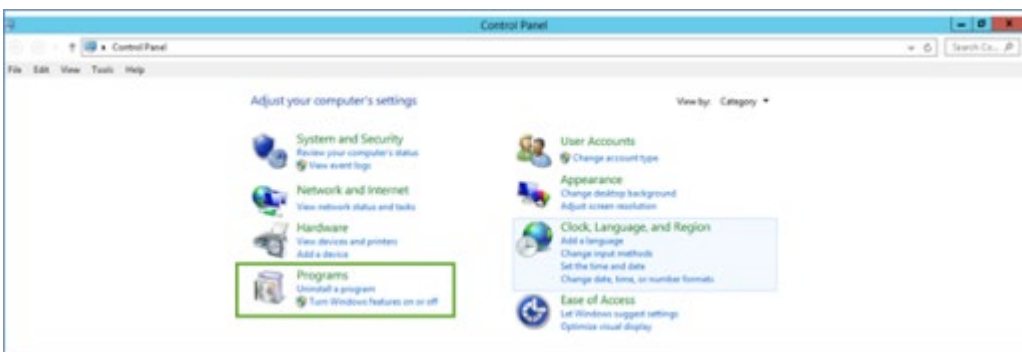 Control Panel
Control Panel
Search Co...
File Edit View Tools Help
Adjust your computer's settings
View by: Category
System and Security
Review your computer's status
View event logs
Network and Internet
View network status and tasks
Hardware
View devices and printers
Add a device
Programs
Uninstall a program
Turn Windows features on or off
User Accounts
Change account type
Appearance
Change desktop background
Adjust screen resolution
Clock, Language, and Region
Add a language
Change input methods
Set the time and date
Change date, time, or number formats
Ease of Access
Let Windows suggest settings
Optimize visual display